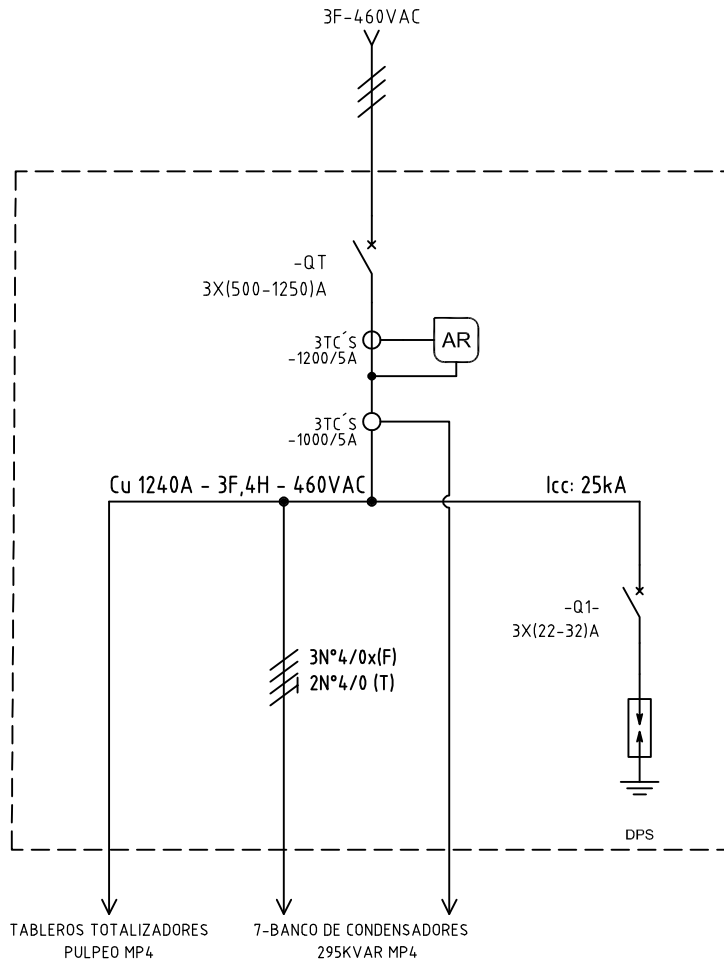 3F-460VAC
-QT
3X(500-1250)A
3TC´S
-1200/5A
AR
3TC´S
-1000/5A
Cu 1240A - 3F,4H - 460VAC
Icc: 25kA
-Q1-
3X(22-32)A
3N°4/0x(F)
2N°4/0 (T)
DPS
TABLEROS TOTALIZADORES
PULPEO MP4
7-BANCO DE CONDENSADORES
295KVAR MP4